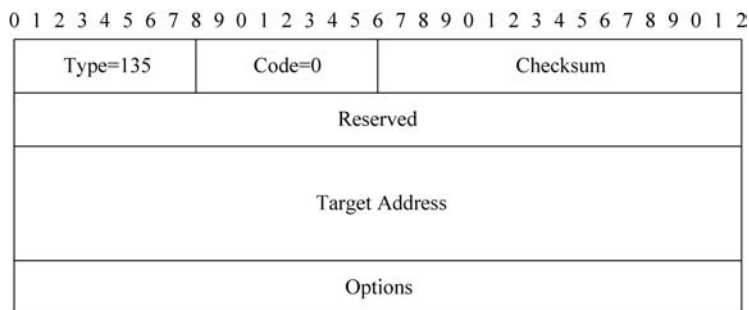 0 1 2 3 4 5 6 7 8 9 0 1 2 3 4 5 6 7 8 9 0 1 2 3 4 5 6 7 8 9 0 1 2
Type=135 Code=0 Checksum
Reserved
Target Address
Options